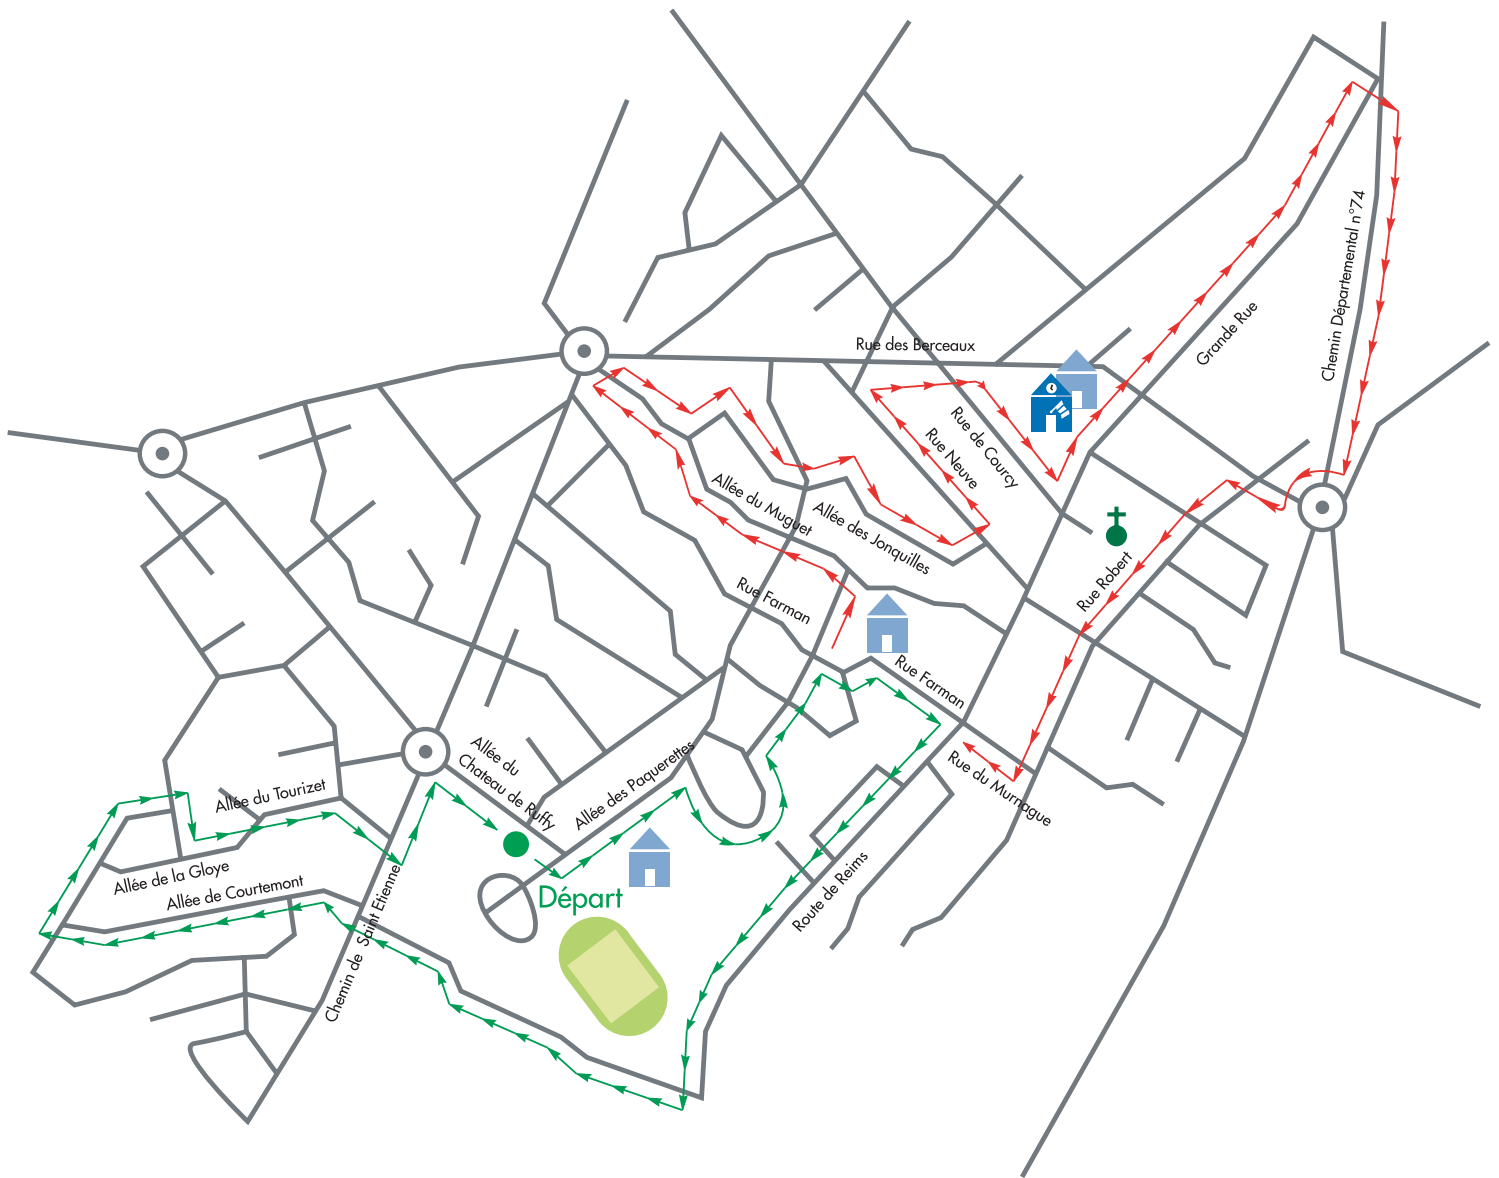 Chemin Départemental n°74
Grande Rue
Rue des Berceaux
Rue de Courcy
Rue Neuve
Allée du Muguet
Allée des Jonquilles
Rue Robert
Rue Farman
Rue Farman
Allée du
Chateau de Ruffy
Allée des Paquerettes
Rue du Murnague
Allée du Tourizet
Allée de la Gloye
Allée de Courtemont
Départ
Route de Reims
Chemin de Saint Etienne